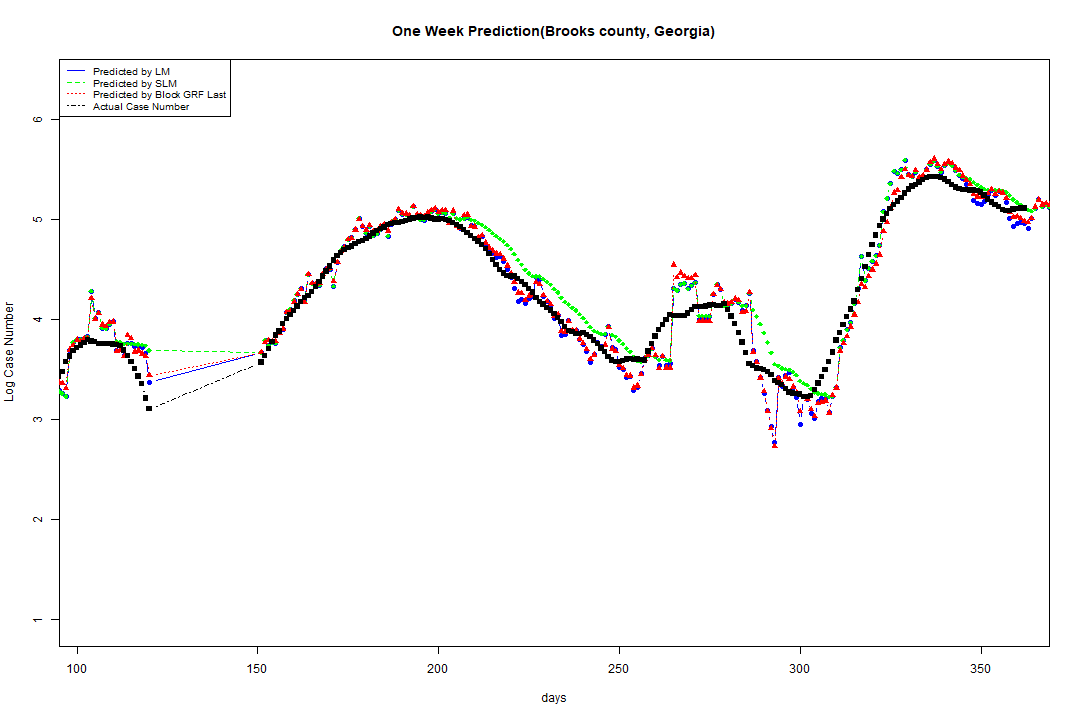 One Week Prediction(Brooks county, Georgia)
Predicted by LM
Predicted by SLM
Predicted by Block GRF Last
Actual Case Number
Log Case Number
6
5
4
3
2
1
100 150 200 250 300 350
days